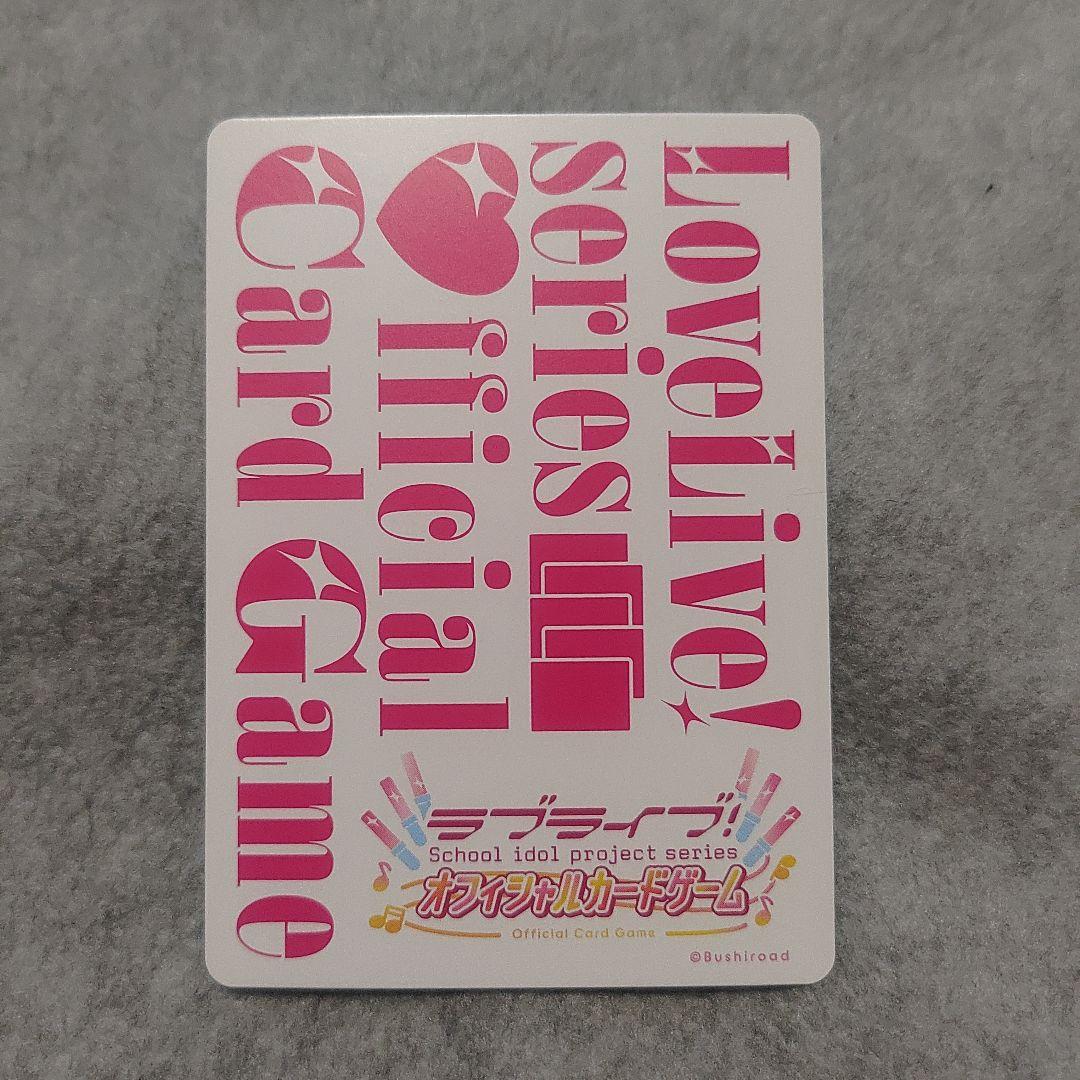 LoveLive!
series
♥fficial
Card Game
ラブライブ!
School idol project series
オフィシャルカードゲーム
Official Card Game
©Bushiroad